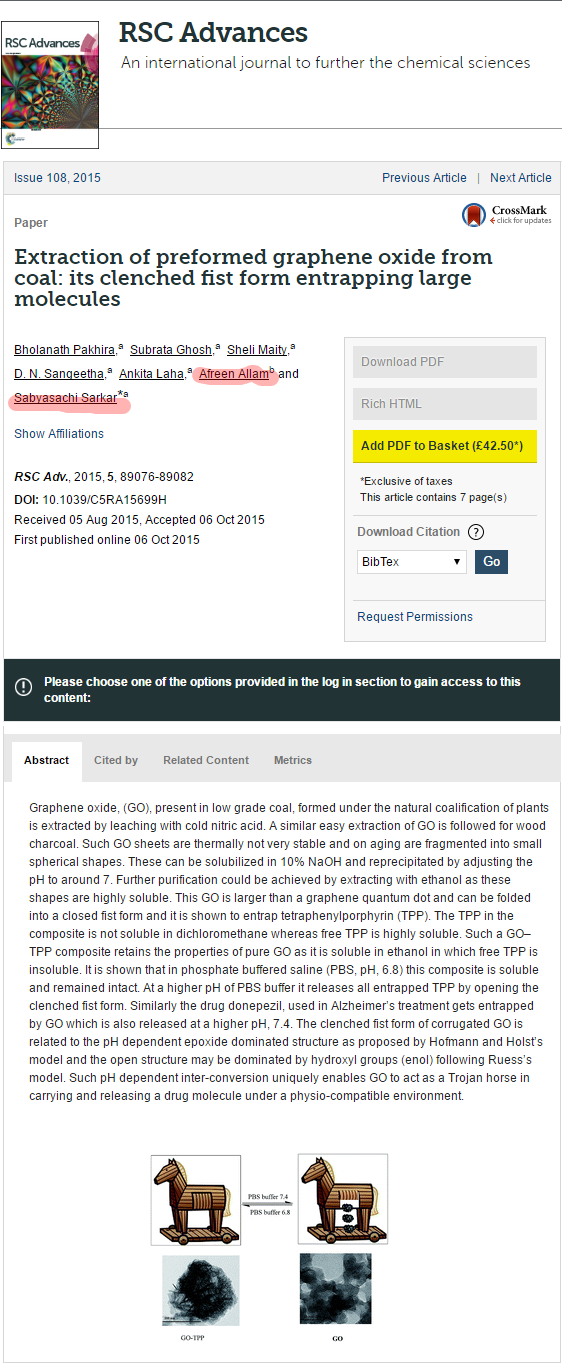 RSC Advances
RSC Advances
An international journal to further the chemical sciences
Issue 108, 2015
Previous Article | Next Article
Paper
CrossMark
click for updates
Extraction of preformed graphene oxide from
coal: its clenched fist form entrapping large
molecules
Bholanath Pakhira,a Subrata Ghosh,a Sheli Maity,a
D. N. Sangeetha,a Ankita Laha,a Afreen Allamb and
Sabyasachi Sarkar*a
Show Affiliations
RSC Adv., 2015, 5, 89076-89082
DOI: 10.1039/C5RA15699H
Received 05 Aug 2015, Accepted 06 Oct 2015
First published online 06 Oct 2015
Download PDF
Rich HTML
Add PDF to Basket (£42.50*)
*Exclusive of taxes
This article contains 7 page(s)
Download Citation ?
BibTex ▼ Go
Request Permissions
Please choose one of the options provided in the log in section to gain access to this
content:
Abstract Cited by Related Content Metrics
Graphene oxide, (GO), present in low grade coal, formed under the natural coalification of plants
is extracted by leaching with cold nitric acid. A similar easy extraction of GO is followed for wood
charcoal. Such GO sheets are thermally not very stable and on aging are fragmented into small
spherical shapes. These can be solubilized in 10% NaOH and reprecipitated by adjusting the
pH to around 7. Further purification could be achieved by extracting with ethanol as these
shapes are highly soluble. This GO is larger than a graphene quantum dot and can be folded
into a closed fist form and it is shown to entrap tetraphenylporphyrin (TPP). The TPP in the
composite is not soluble in dichloromethane whereas free TPP is highly soluble. Such a GO–
TPP composite retains the properties of pure GO as it is soluble in ethanol in which free TPP is
insoluble. It is shown that in phosphate buffered saline (PBS, pH, 6.8) this composite is soluble
and remained intact. At a higher pH of PBS buffer it releases all entrapped TPP by opening the
clenched fist form. Similarly the drug donepezil, used in Alzheimer's treatment gets entrapped
by GO which is also released at a higher pH, 7.4. The clenched fist form of corrugated GO is
related to the pH dependent epoxide dominated structure as proposed by Hofmann and Holst's
model and the open structure may be dominated by hydroxyl groups (enol) following Ruess's
model. Such pH dependent inter-conversion uniquely enables GO to act as a Trojan horse in
carrying and releasing a drug molecule under a physio-compatible environment.
PBS buffer 7.4
PBS buffer 6.8
GO-TPP
GO